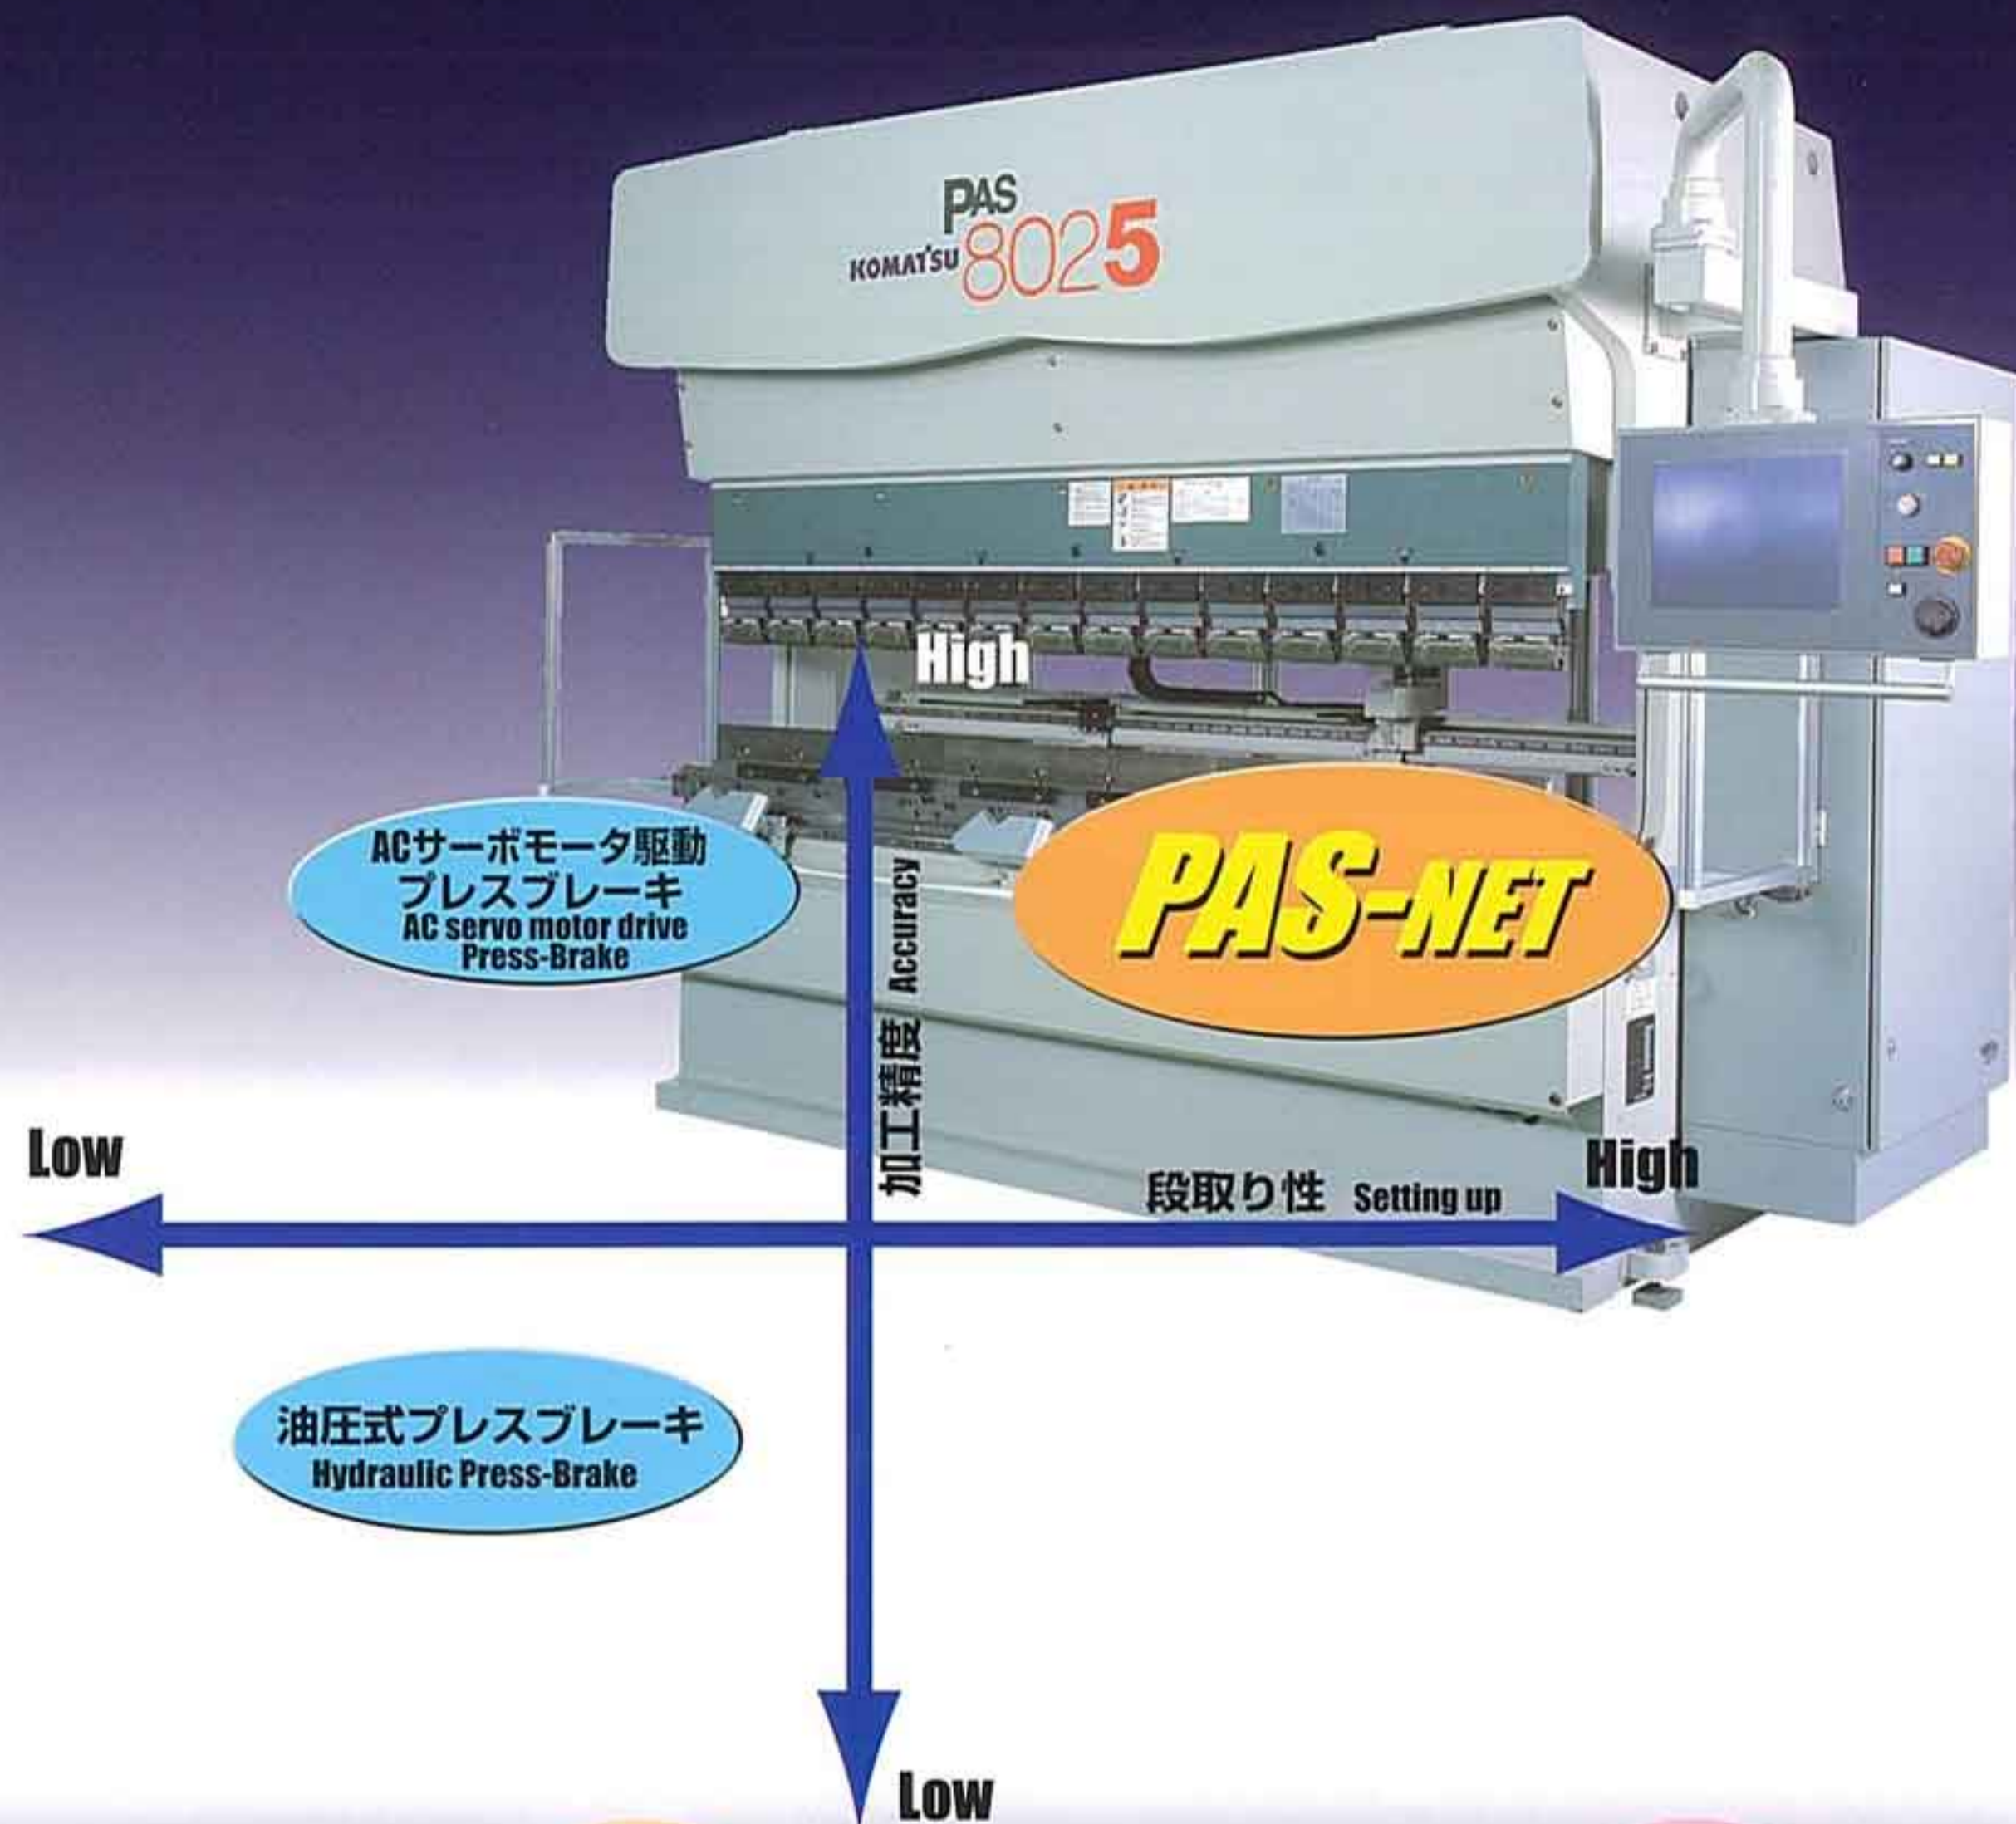 PAS
KOMATSU 8025
High
ACサーボモータ駆動
プレスブレーキ
AC servo motor drive
Press-Brake
PAS-NET
加工精度 Accuracy
Low
段取り性 Setting up
High
油圧式プレスブレーキ
Hydraulic Press-Brake
Low